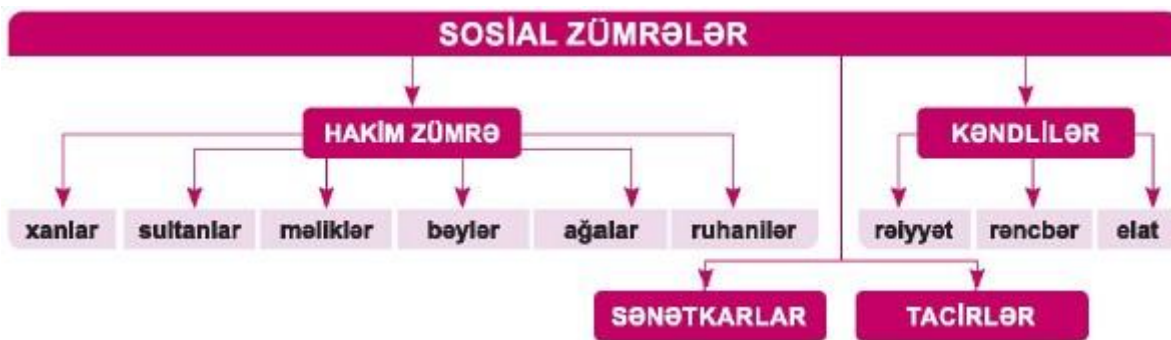 SOSİAL ZÜMRƏLƏR
HAKİM ZÜMRƏ
KƏNDLİLƏR
xanlar sultanlar məliklər bəylər ağalar ruhanilər rəiyyət rəncbər elat
SƏNƏTKARLAR TACİRLƏR